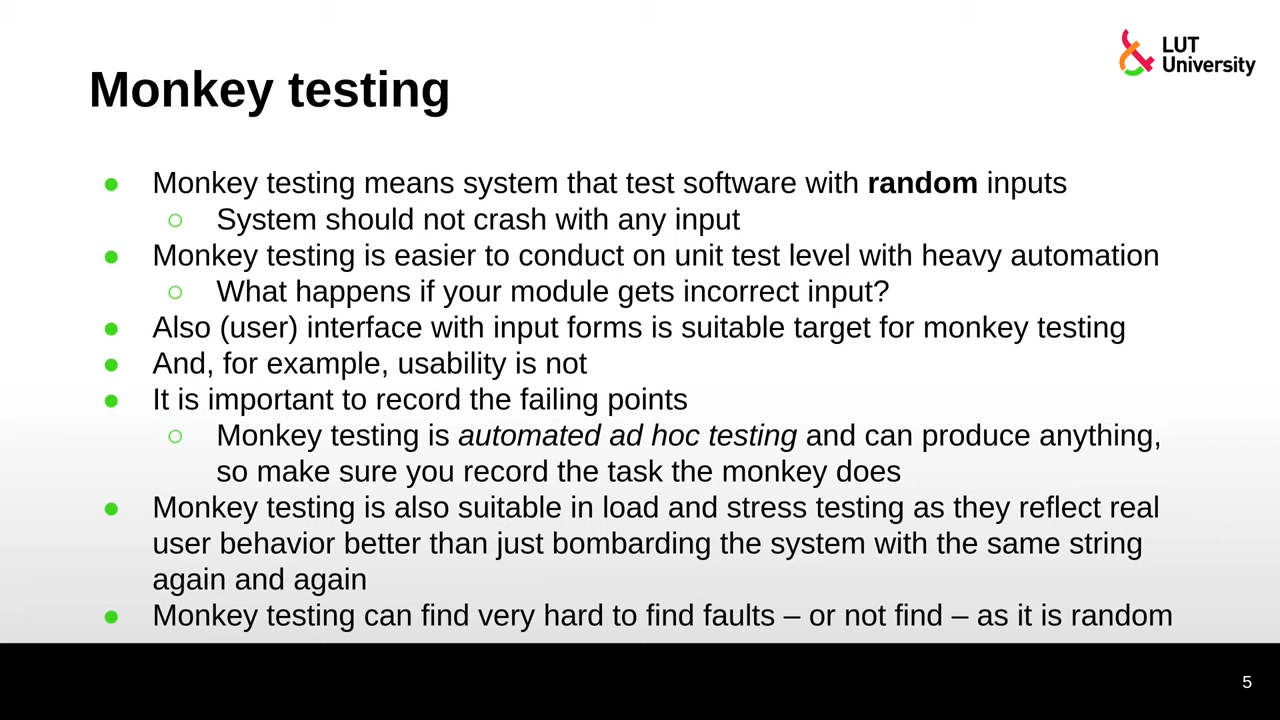 LUT
University
Monkey testing
● Monkey testing means system that test software with random inputs
○ System should not crash with any input
● Monkey testing is easier to conduct on unit test level with heavy automation
○ What happens if your module gets incorrect input?
● Also (user) interface with input forms is suitable target for monkey testing
● And, for example, usability is not
● It is important to record the failing points
○ Monkey testing is automated ad hoc testing and can produce anything,
so make sure you record the task the monkey does
● Monkey testing is also suitable in load and stress testing as they reflect real
user behavior better than just bombarding the system with the same string
again and again
● Monkey testing can find very hard to find faults – or not find – as it is random
5